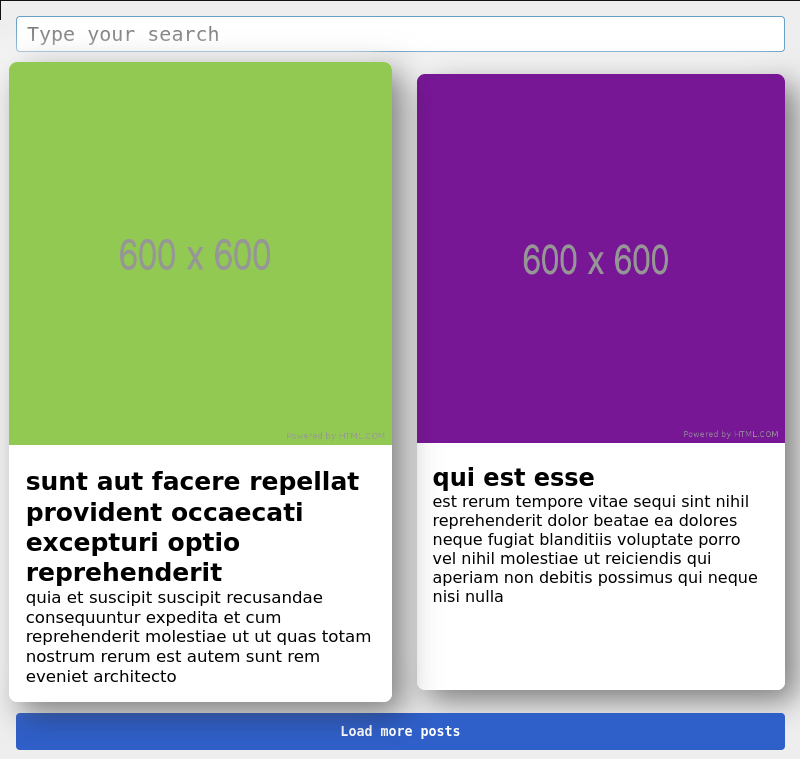 Type your search
600 x 600
Powered by HTML.COM
sunt aut facere repellat
provident occaecati
excepturi optio
reprehenderit
quia et suscipit suscipit recusandae
consequuntur expedita et cum
reprehenderit molestiae ut ut quas totam
nostrum rerum est autem sunt rem
eveniet architecto
600 x 600
Powered by HTML.COM
qui est esse
est rerum tempore vitae sequi sint nihil
reprehenderit dolor beatae ea dolores
neque fugiat blanditiis voluptate porro
vel nihil molestiae ut reiciendis qui
aperiam non debitis possimus qui neque
nisi nulla
Load more posts